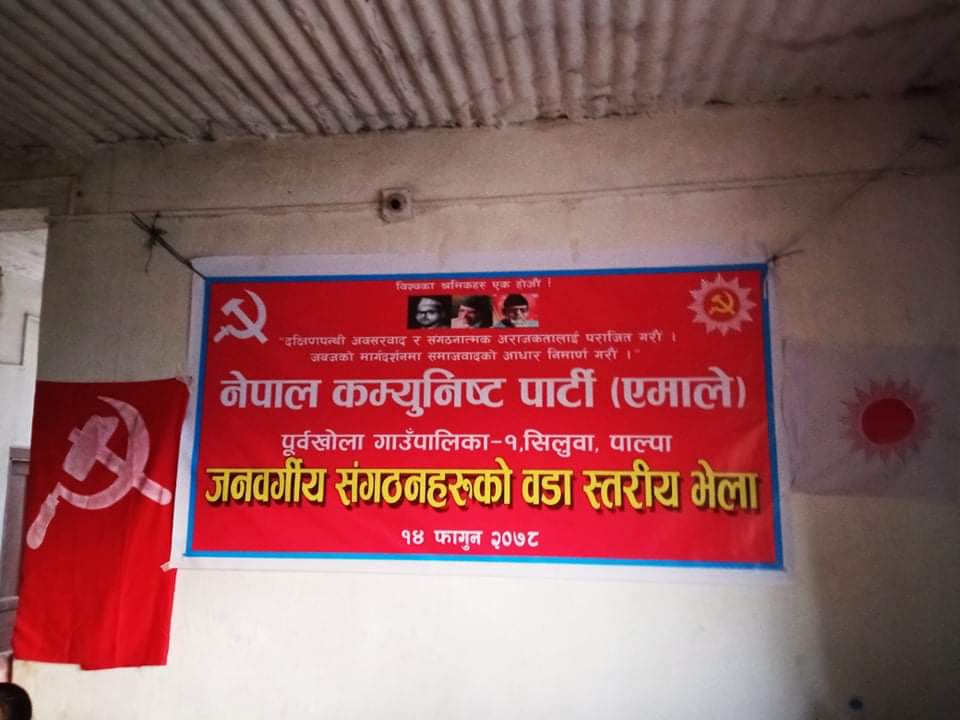 विश्वका श्रमिकहरु एक होऔं !
"दक्षिणपन्थी अवसरवाद र संगठनात्मक अराजकतालाई पराजित गरौं ।
जबजको मार्गदर्शनमा समाजवादको आधार निर्माण गरौं ।"
नेपाल कम्युनिष्ट पार्टी (एमाले)
पूर्वखोला गाउँपालिका-१,सिलुवा, पाल्पा
जनवर्गीय संगठनहरुको वडा स्तरीय भेला
१४ फागुन २०७८